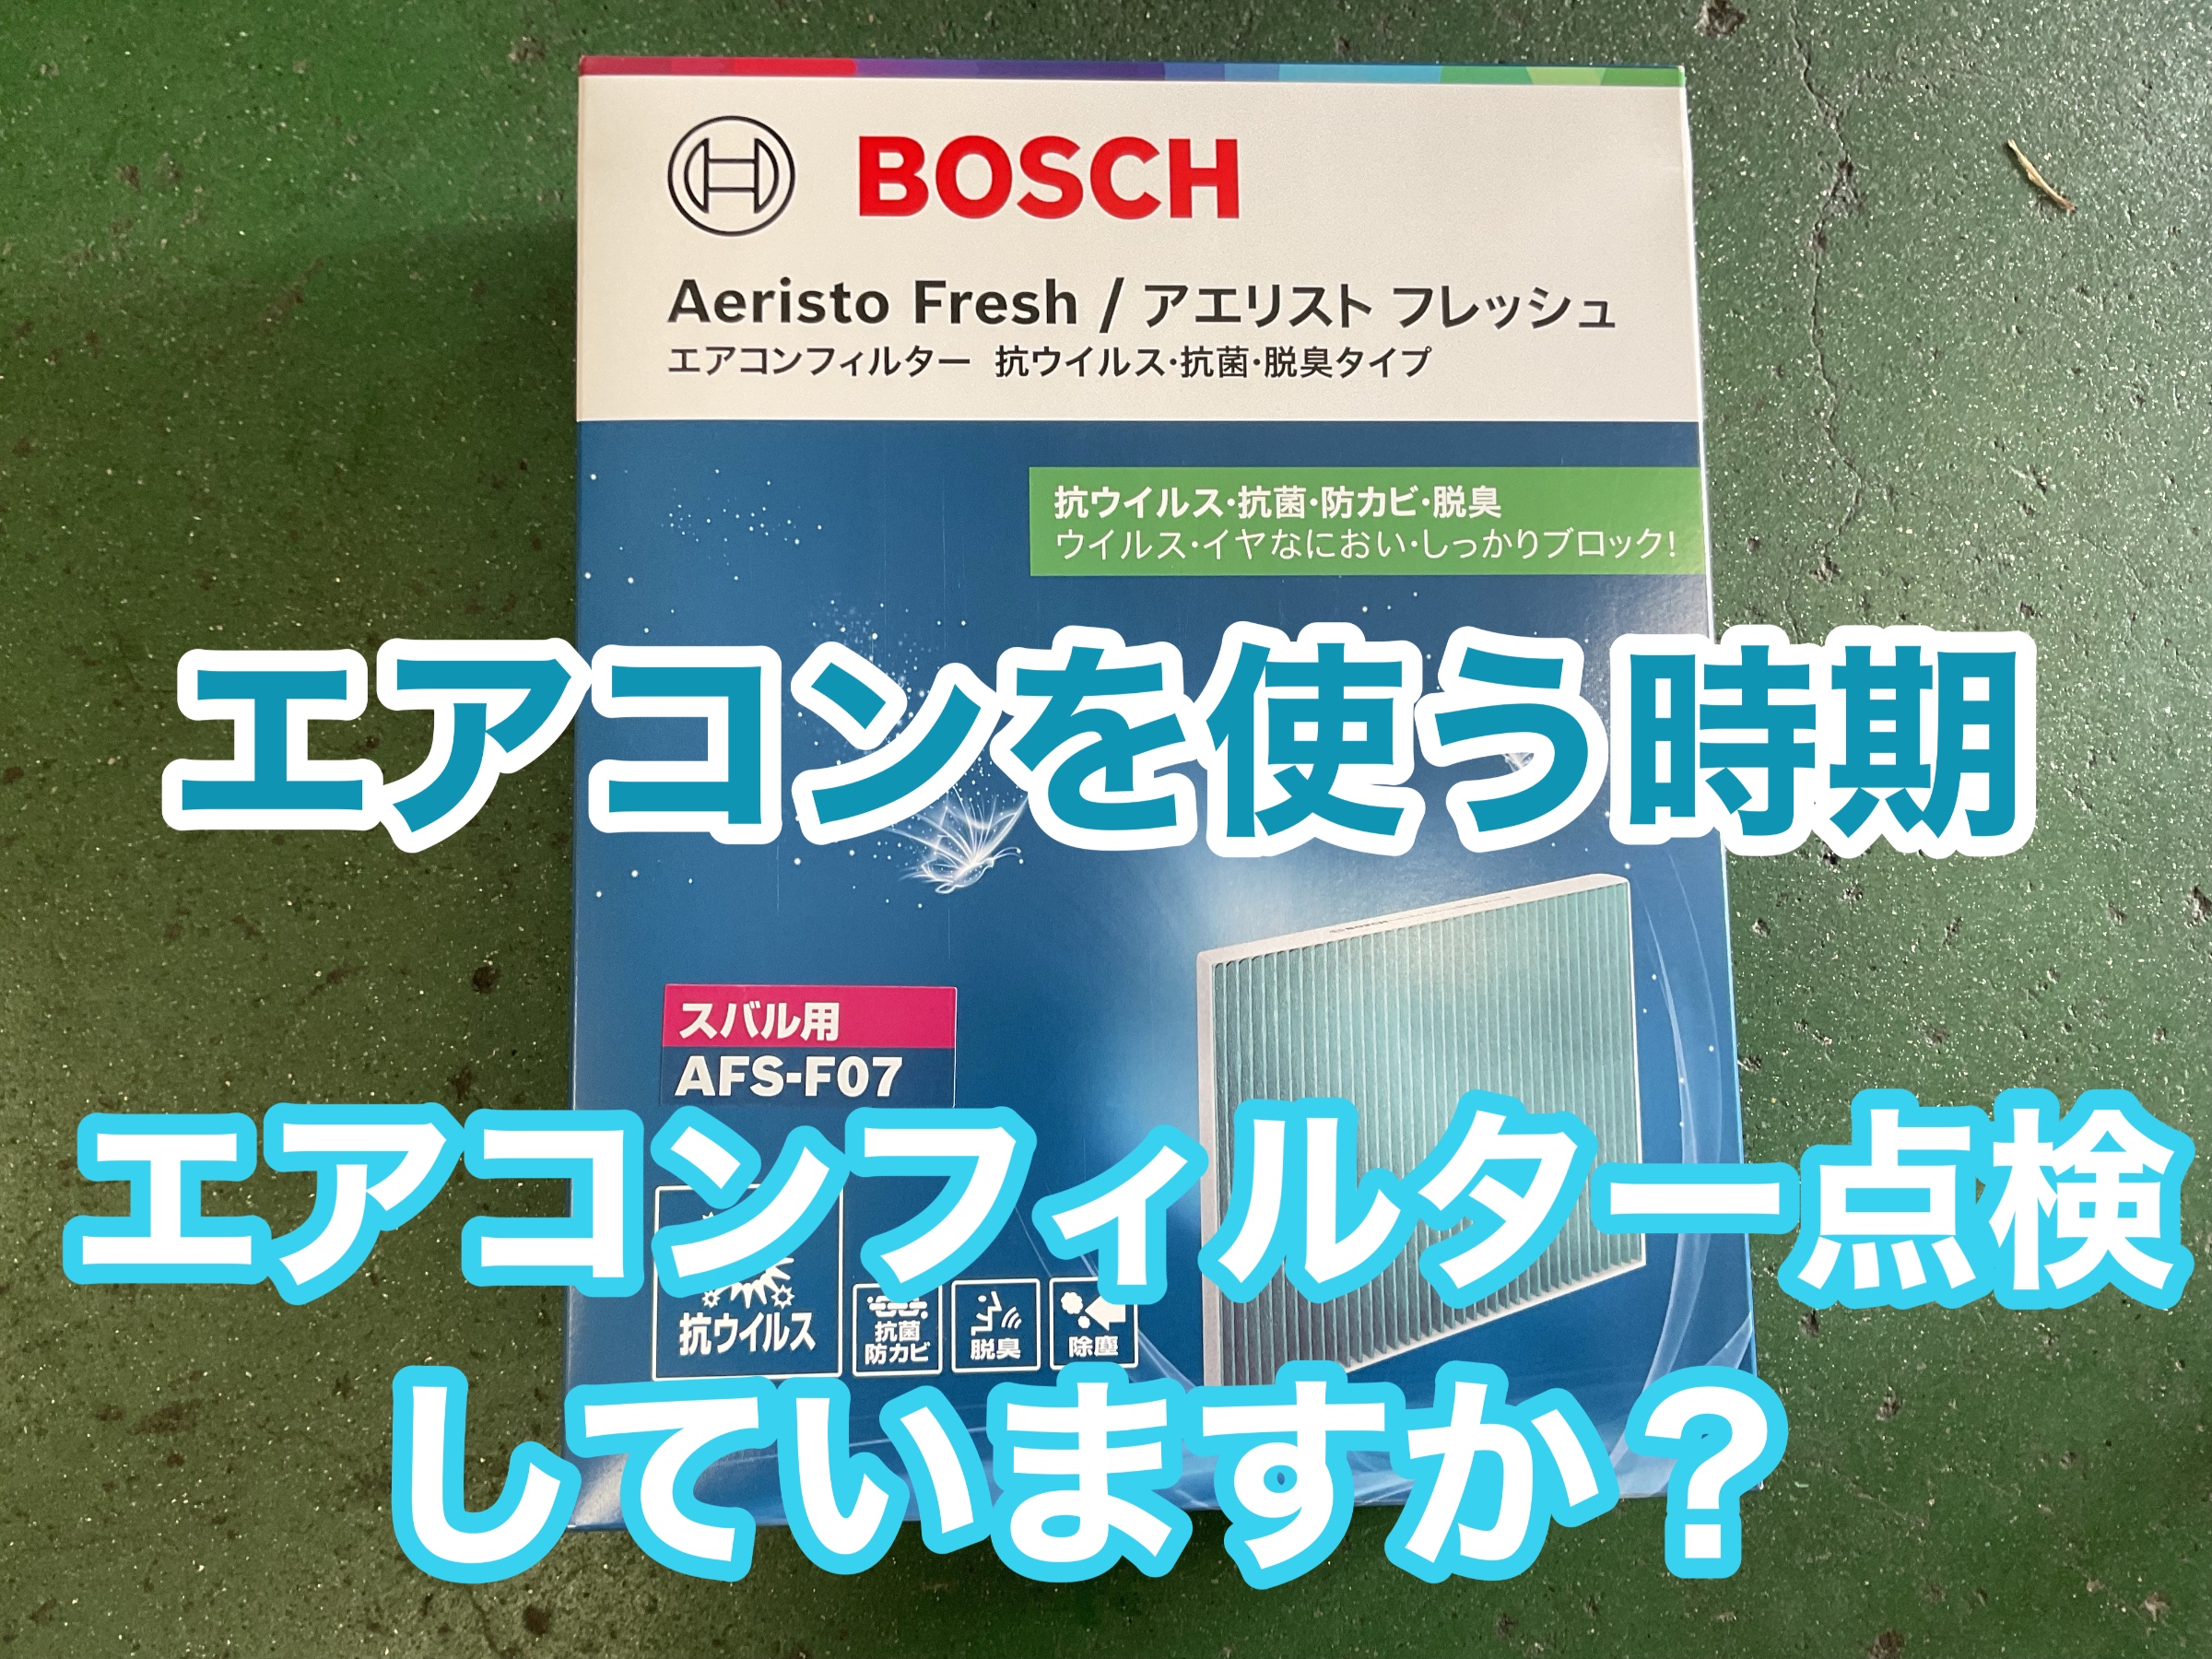 BOSCH
Aeristo Fresh / アエリスト フレッシュ
エアコンフィルター 抗ウイルス・抗菌・脱臭タイプ
抗ウイルス・抗菌・防カビ・脱臭
ウイルス・イヤなにおい・しっかりブロック!
エアコンを使う時期
スバル用
AFS-F07
エアコンフィルター点検
抗ウイルス
抗菌
防カビ
脱臭
除塵
していますか？